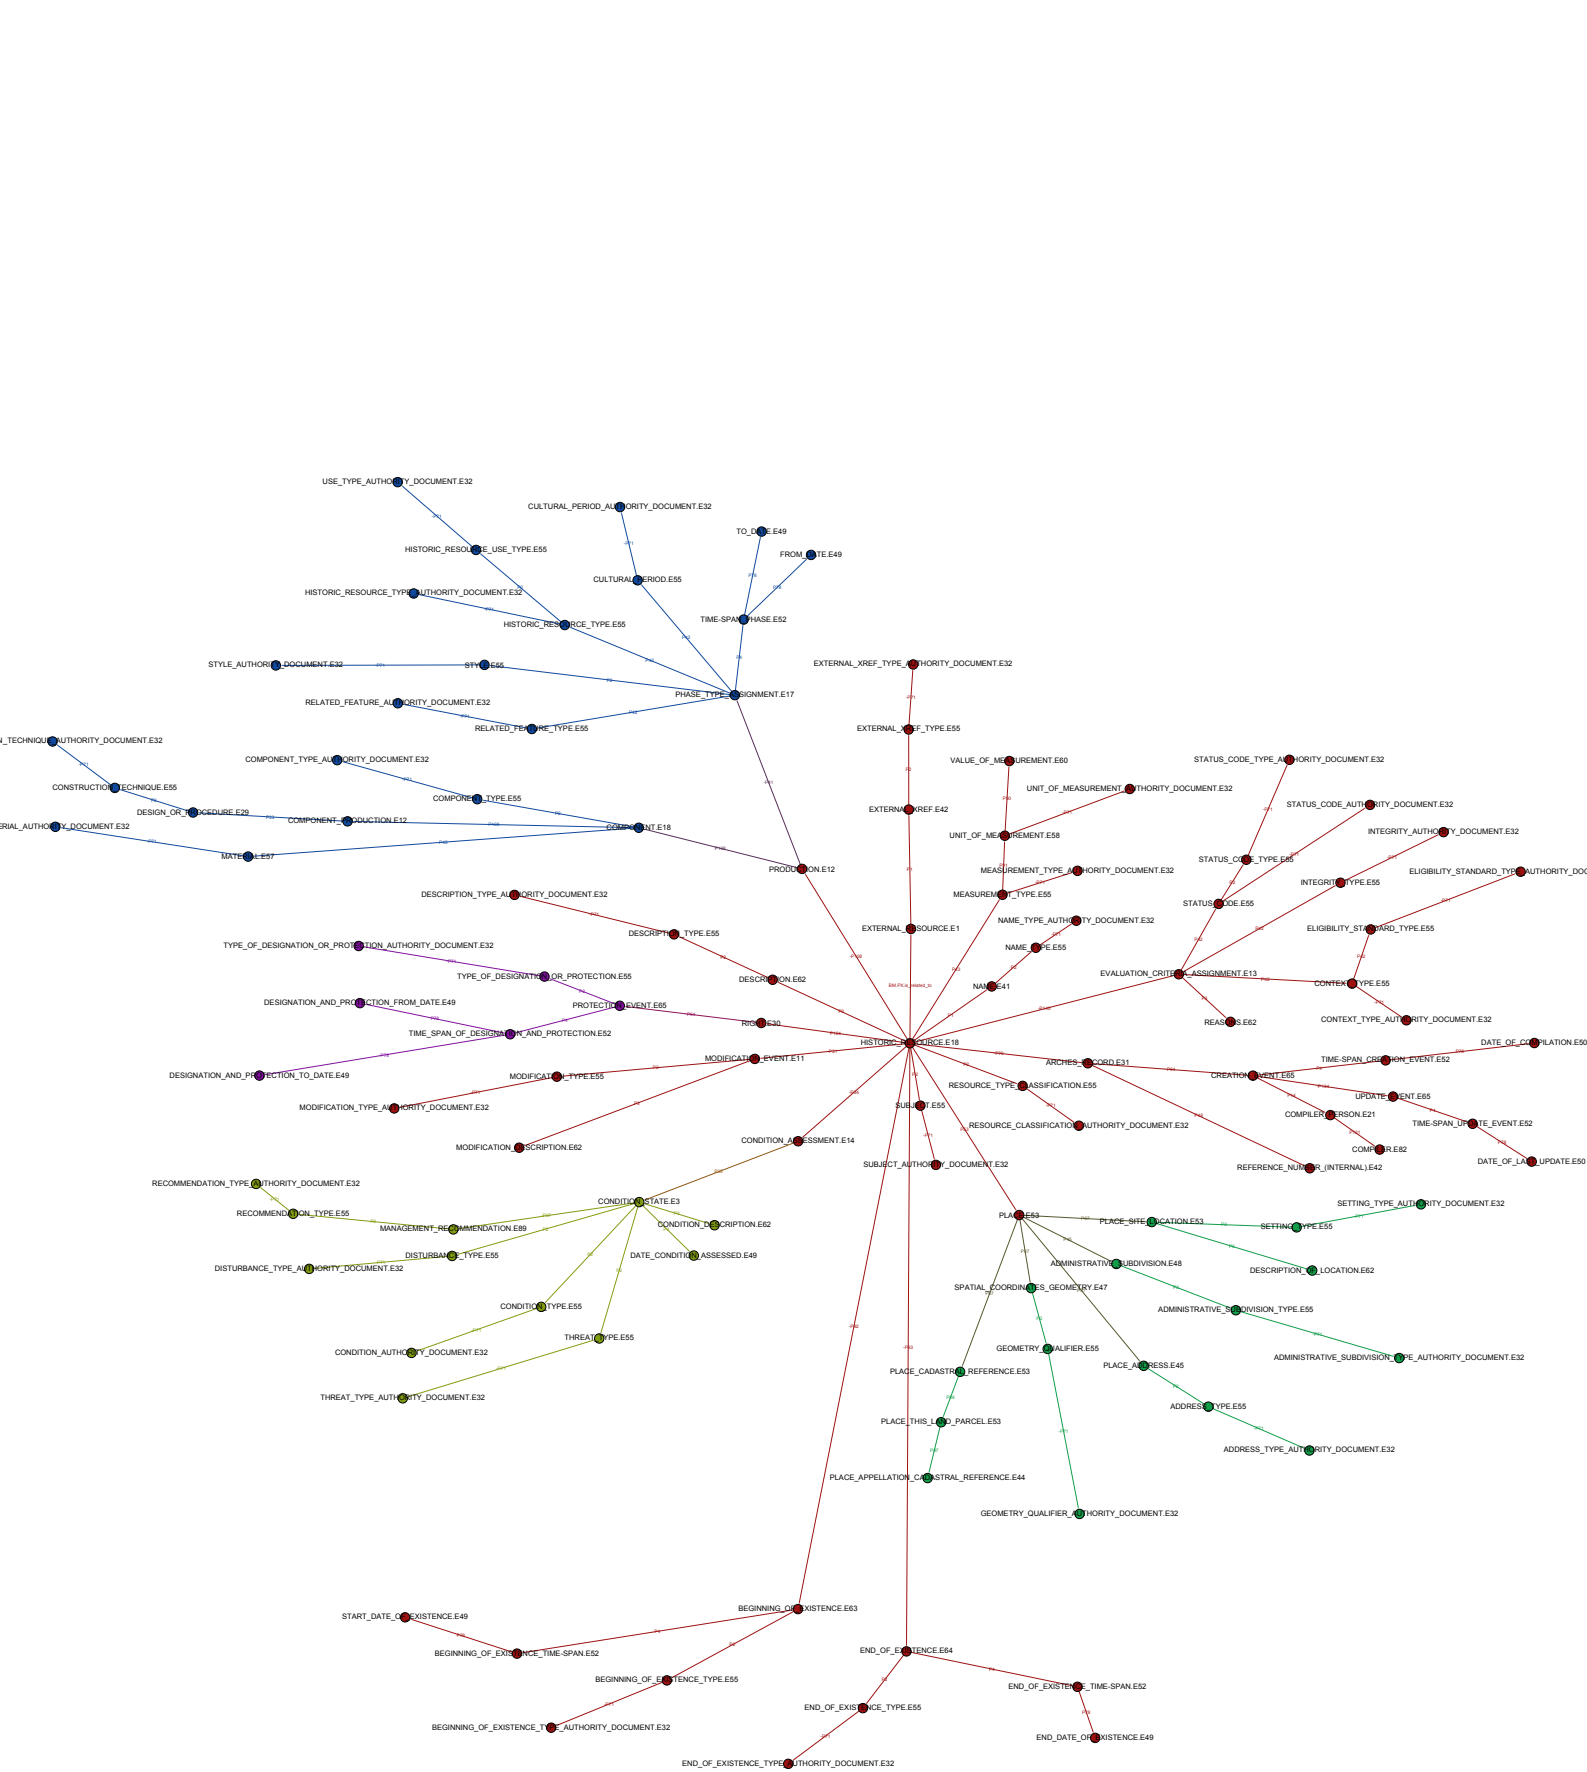 USE_TYPE_AUTHORITY_DOCUMENT.E32
CULTURAL_PERIOD_AUTHORITY_DOCUMENT.E32
TO_DATE.E49
HISTORIC_RESOURCE_USE_TYPE.E55
FROM_DATE.E49
CULTURAL_PERIOD.E55
HISTORIC_RESOURCE_TYPE_AUTHORITY_DOCUMENT.E32
TIME-SPAN_PHASE.E52
HISTORIC_RESOURCE_TYPE.E55
STYLE_AUTHORITY_DOCUMENT.E32
STYLE.E55
EXTERNAL_XREF_TYPE_AUTHORITY_DOCUMENT.E32
PHASE_TYPE_ASSIGNMENT.E17
RELATED_FEATURE_AUTHORITY_DOCUMENT.E32
RELATED_FEATURE_TYPE.E55
EXTERNAL_XREF_TYPE.E55
N_TECHNIQUE_AUTHORITY_DOCUMENT.E32
COMPONENT_TYPE_AUTHORITY_DOCUMENT.E32
VALUE_OF_MEASUREMENT.E60
STATUS_CODE_TYPE_AUTHORITY_DOCUMENT.E32
CONSTRUCTION_TECHNIQUE.E55
UNIT_OF_MEASUREMENT_AUTHORITY_DOCUMENT.E32
COMPONENT_TYPE.E55
STATUS_CODE_AUTHORITY_DOCUMENT.E32
EXTERNAL_XREF.E42
DESIGN_OR_PROCEDURE.E29
COMPONENT_PRODUCTION.E12
ERIAL_AUTHORITY_DOCUMENT.E32
COMPONENT.E18
INTEGRITY_AUTHORITY_DOCUMENT.E32
UNIT_OF_MEASUREMENT.E58
MATERIAL.E57
STATUS_CODE_TYPE.E55
PRODUCTION.E12
MEASUREMENT_TYPE_AUTHORITY_DOCUMENT.E32
ELIGIBILITY_STANDARD_TYPE_AUTHORITY_DOC
INTEGRITY_TYPE.E55
DESCRIPTION_TYPE_AUTHORITY_DOCUMENT.E32
MEASUREMENT_TYPE.E55
STATUS_CODE.E55
NAME_TYPE_AUTHORITY_DOCUMENT.E32
EXTERNAL_RESOURCE.E1
ELIGIBILITY_STANDARD_TYPE.E55
DESCRIPTION_TYPE.E55
TYPE_OF_DESIGNATION_OR_PROTECTION_AUTHORITY_DOCUMENT.E32
NAME_TYPE.E55
EVALUATION_CRITERIA_ASSIGNMENT.E13
TYPE_OF_DESIGNATION_OR_PROTECTION.E55
DESCRIPTION.E62
CONTEXT_TYPE.E55
BM.PX.is_related_to
NAME.E41
DESIGNATION_AND_PROTECTION_FROM_DATE.E49
PROTECTION_EVENT.E65
RIGHT.E30
REASONS.E62
CONTEXT_TYPE_AUTHORITY_DOCUMENT.E32
TIME_SPAN_OF_DESIGNATION_AND_PROTECTION.E52
HISTORIC_RESOURCE.E18
DATE_OF_COMPILATION.E50
MODIFICATION_EVENT.E11
ARCHES_RECORD.E31
TIME-SPAN_CREATION_EVENT.E52
DESIGNATION_AND_PROTECTION_TO_DATE.E49
MODIFICATION_TYPE.E55
CREATION_EVENT.E65
RESOURCE_TYPE_CLASSIFICATION.E55
UPDATE_EVENT.E65
MODIFICATION_TYPE_AUTHORITY_DOCUMENT.E32
SUBJECT.E55
COMPILER_PERSON.E21
RESOURCE_CLASSIFICATION_AUTHORITY_DOCUMENT.E32
TIME-SPAN_UPDATE_EVENT.E52
CONDITION_ASSESSMENT.E14
MODIFICATION_DESCRIPTION.E62
COMPILER.E82
SUBJECT_AUTHORITY_DOCUMENT.E32
REFERENCE_NUMBER_(INTERNAL).E42
DATE_OF_LAST_UPDATE.E50
RECOMMENDATION_TYPE_AUTHORITY_DOCUMENT.E32
CONDITION_STATE.E3
SETTING_TYPE_AUTHORITY_DOCUMENT.E32
RECOMMENDATION_TYPE.E55
PLACE.E53
PLACE_SITE_LOCATION.E53
MANAGEMENT_RECOMMENDATION.E89
CONDITION_DESCRIPTION.E62
SETTING_TYPE.E55
DISTURBANCE_TYPE.E55
DATE_CONDITION_ASSESSED.E49
ADMINISTRATIVE_SUBDIVISION.E48
DISTURBANCE_TYPE_AUTHORITY_DOCUMENT.E32
DESCRIPTION_OF_LOCATION.E62
SPATIAL_COORDINATES_GEOMETRY.E47
CONDITION_TYPE.E55
ADMINISTRATIVE_SUBDIVISION_TYPE.E55
THREAT_TYPE.E55
CONDITION_AUTHORITY_DOCUMENT.E32
GEOMETRY_QUALIFIER.E55
ADMINISTRATIVE_SUBDIVISION_TYPE_AUTHORITY_DOCUMENT.E32
PLACE_CADASTRAL_REFERENCE.E53
PLACE_ADDRESS.E45
THREAT_TYPE_AUTHORITY_DOCUMENT.E32
ADDRESS_TYPE.E55
PLACE_THIS_LAND_PARCEL.E53
ADDRESS_TYPE_AUTHORITY_DOCUMENT.E32
PLACE_APPELLATION_CADASTRAL_REFERENCE.E44
GEOMETRY_QUALIFIER_AUTHORITY_DOCUMENT.E32
BEGINNING_OF_EXISTENCE.E63
START_DATE_OF_EXISTENCE.E49
BEGINNING_OF_EXISTENCE_TIME-SPAN.E52
END_OF_EXISTENCE.E64
BEGINNING_OF_EXISTENCE_TYPE.E55
END_OF_EXISTENCE_TIME-SPAN.E52
END_OF_EXISTENCE_TYPE.E55
BEGINNING_OF_EXISTENCE_TYPE_AUTHORITY_DOCUMENT.E32
END_DATE_OF_EXISTENCE.E49
END_OF_EXISTENCE_TYPE_AUTHORITY_DOCUMENT.E32